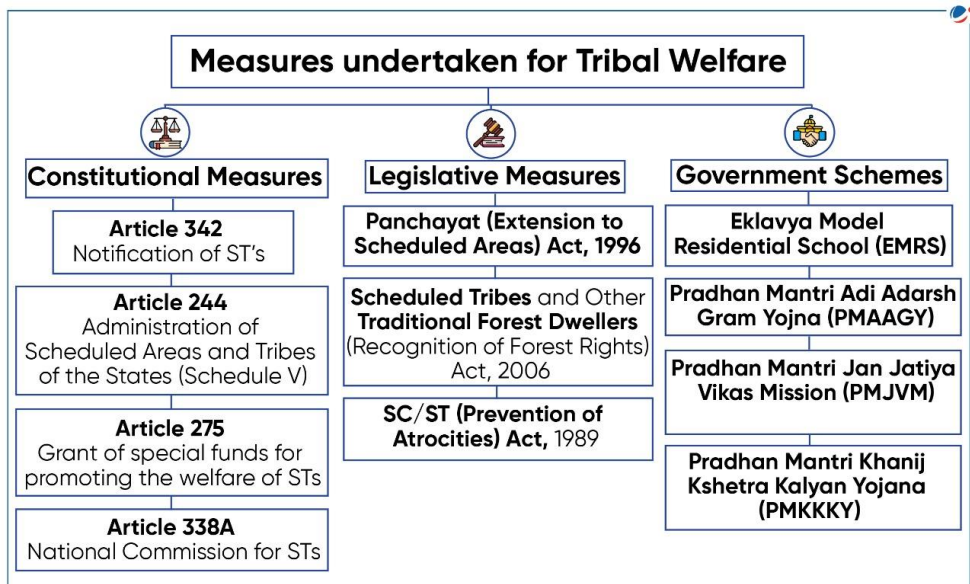 Measures undertaken for Tribal Welfare
Constitutional Measures
Article 342
Notification of ST's
Article 244
Administration of
Scheduled Areas and Tribes
of the States (Schedule V)
Article 275
Grant of special funds for
promoting the welfare of STs
Article 338A
National Commission for STs
Legislative Measures
Panchayat (Extension to
Scheduled Areas) Act, 1996
Scheduled Tribes and Other
Traditional Forest Dwellers
(Recognition of Forest Rights)
Act, 2006
SC/ST (Prevention of
Atrocities) Act, 1989
Government Schemes
Eklavya Model
Residential School (EMRS)
Pradhan Mantri Adi Adarsh
Gram Yojna (PMAAGY)
Pradhan Mantri Jan Jatiya
Vikas Mission (PMJVM)
Pradhan Mantri Khanij
Kshetra Kalyan Yojana
(PMKKKY)